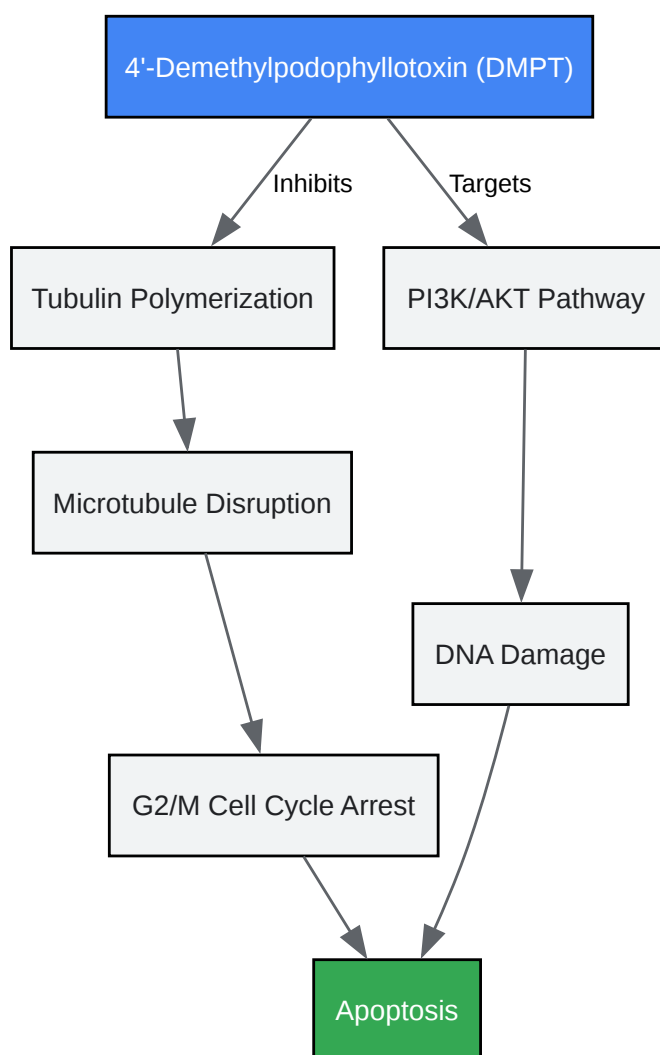 4'-Demethylpodophyllotoxin (DMPT)
Inhibits
Targets
Tubulin Polymerization
PI3K/AKT Pathway
Microtubule Disruption
DNA Damage
G2/M Cell Cycle Arrest
Apoptosis